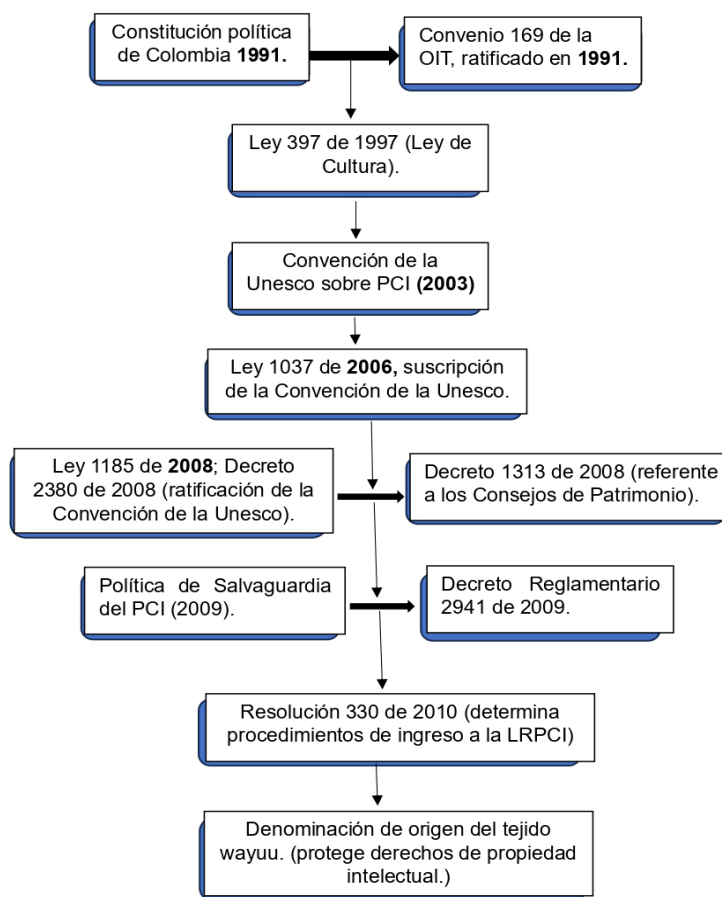 Constitución política
de Colombia 1991.
Convenio 169 de la
OIT, ratificado en 1991.
Ley 397 de 1997 (Ley de
Cultura).
Convención de la
Unesco sobre PCI (2003)
Ley 1037 de 2006, suscripción
de la Convención de la Unesco.
Ley 1185 de 2008; Decreto
2380 de 2008 (ratificación de la
Convención de la Unesco).
Decreto 1313 de 2008 (referente
a los Consejos de Patrimonio).
Política de Salvaguardia
del PCI (2009).
Decreto Reglamentario
2941 de 2009.
Resolución 330 de 2010 (determina
procedimientos de ingreso a la LRPCI)
Denominación de origen del tejido
wayuu. (protege derechos de propiedad
intelectual.)